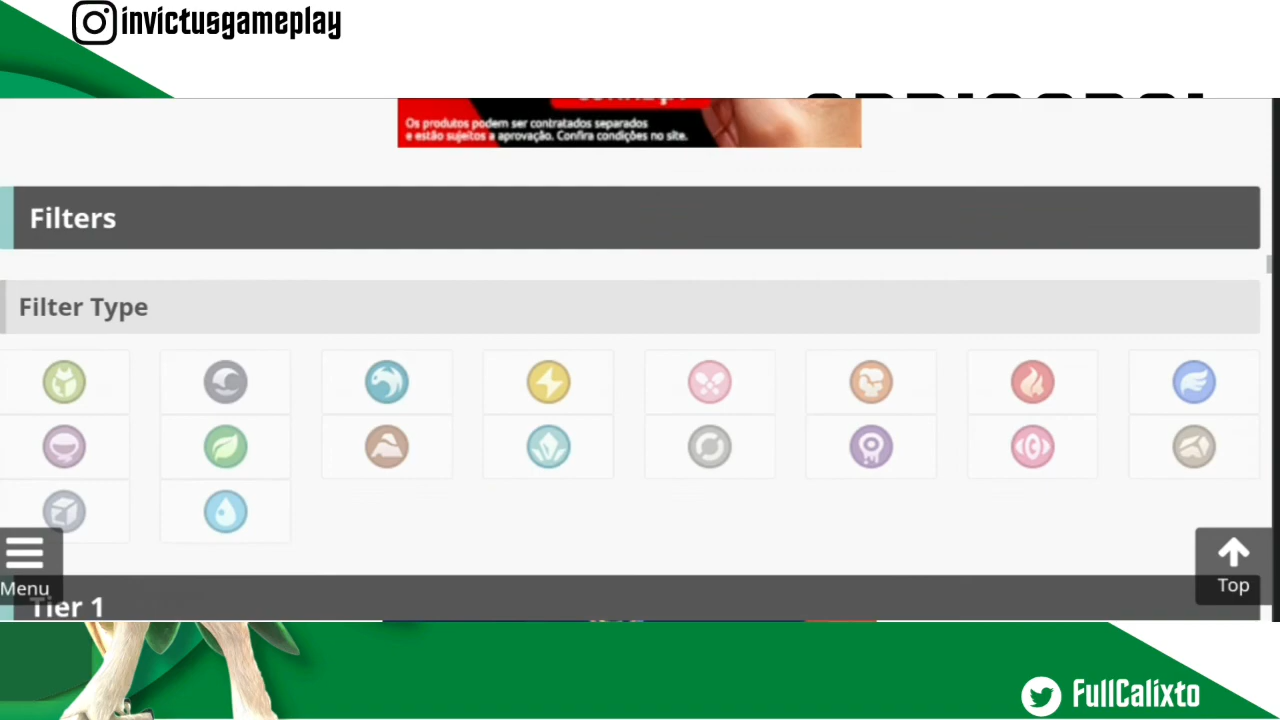 invictusgameplay
Os produtos podem ser contratados separados
e estão sujeitos a aprovação. Confira condições no site.
Filters
Filter Type
Menu
Top
Tier 1
FullCalixto